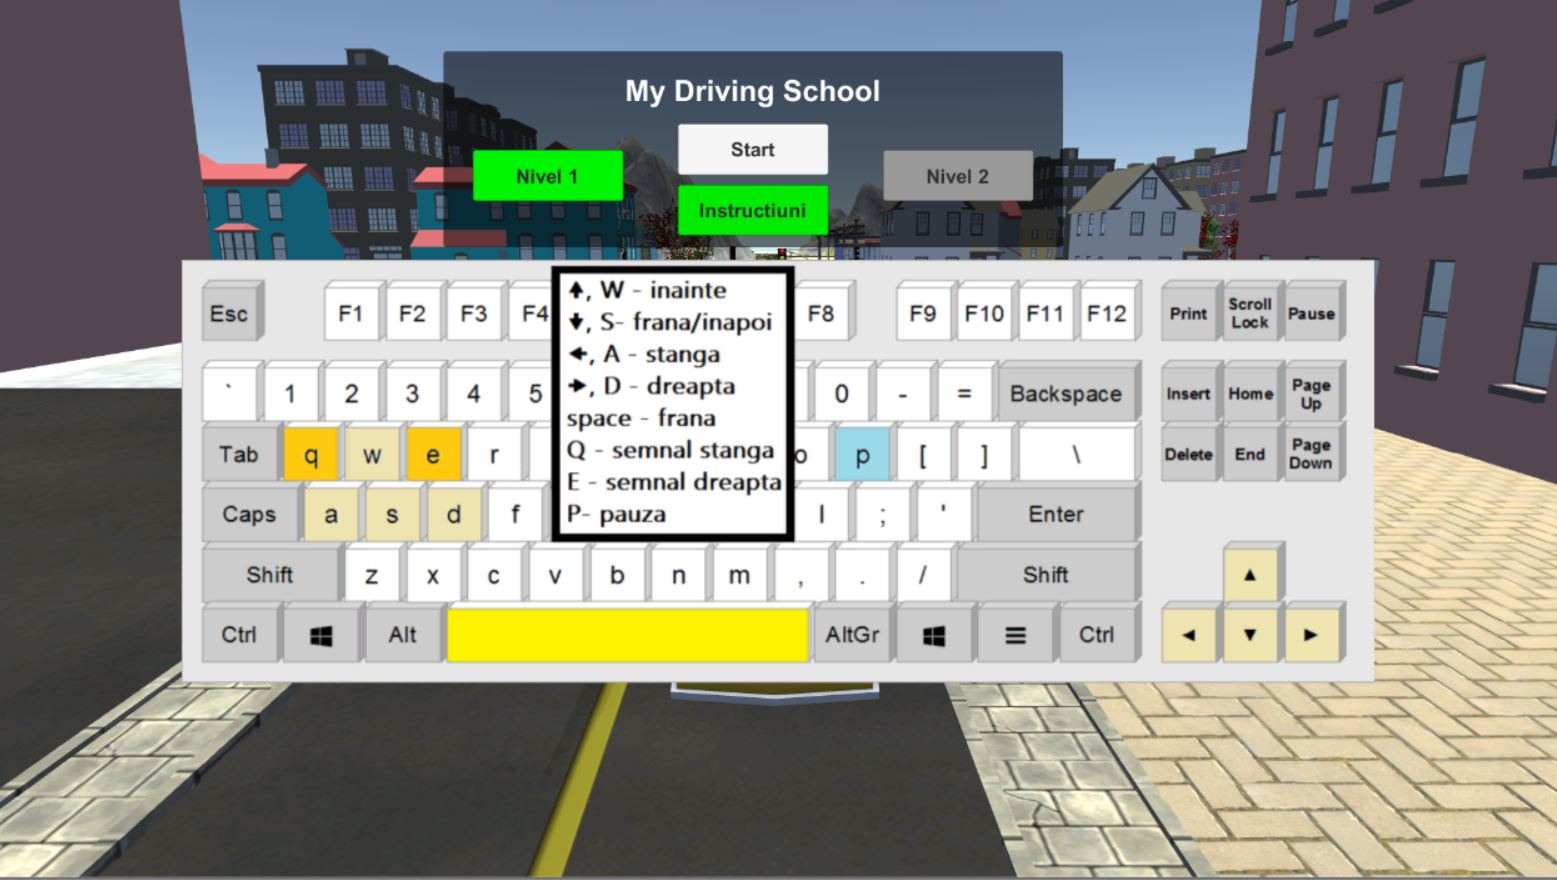 My Driving School
Start
Nivel 1
Nivel 2
Instructiuni
Esc F1 F2 F3 F4 F8 F9 F10 F11 F12 Print Scroll Lock Pause
` 1 2 3 4 5 0 - = Backspace Insert Home Page Up
Tab q w e r o p [ ] \ Delete End Page Down
Caps a s d f l ; ' Enter
Shift z x c v b n m , . / Shift ▲
Ctrl Alt AltGr ☰ Ctrl ◄ ▼ ►
🡹, W - inainte
🡻, S- frana/inapoi
🡸, A - stanga
🡺, D - dreapta
space - frana
Q - semnal stanga
E - semnal dreapta
P- pauza